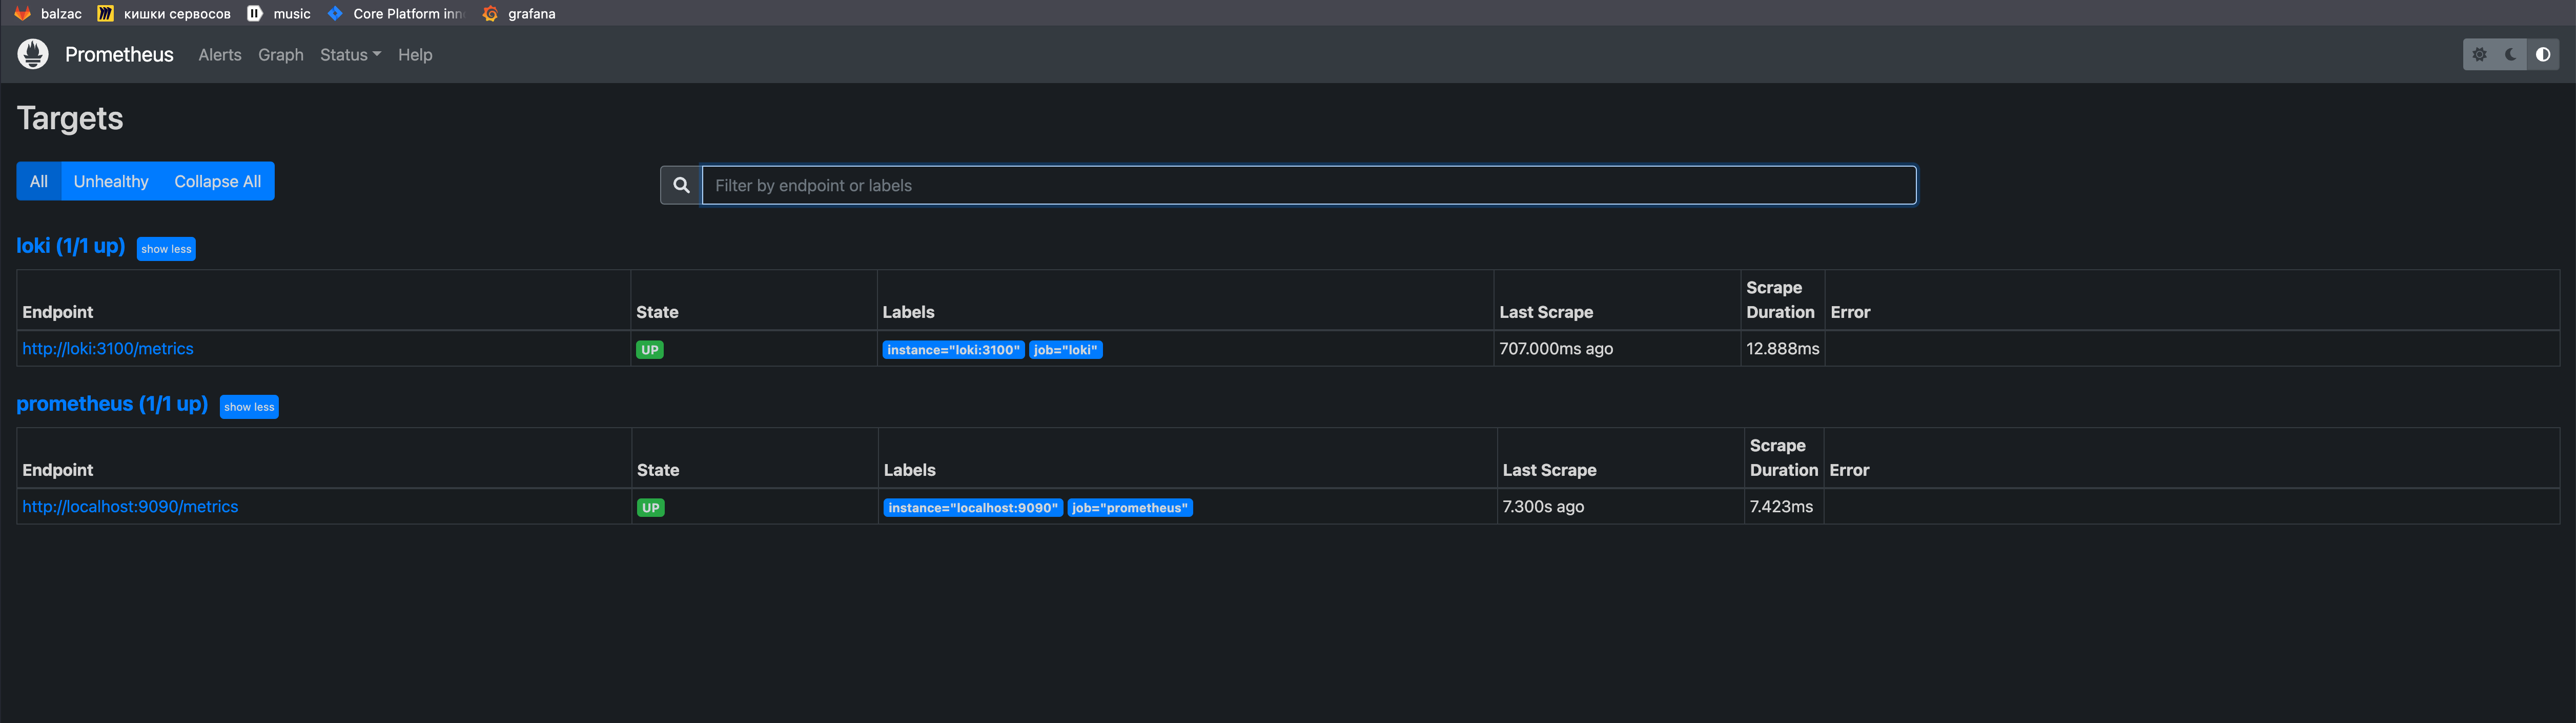 balzac кишки сервосов music Core Platform inn grafana
Prometheus Alerts Graph Status Help
Targets
All Unhealthy Collapse All
Filter by endpoint or labels
loki (1/1 up) show less
Endpoint State Labels Last Scrape Scrape Duration Error
http://loki:3100/metrics UP instance="loki:3100" job="loki" 707.000ms ago 12.888ms
prometheus (1/1 up) show less
Endpoint State Labels Last Scrape Scrape Duration Error
http://localhost:9090/metrics UP instance="localhost:9090" job="prometheus" 7.300s ago 7.423ms